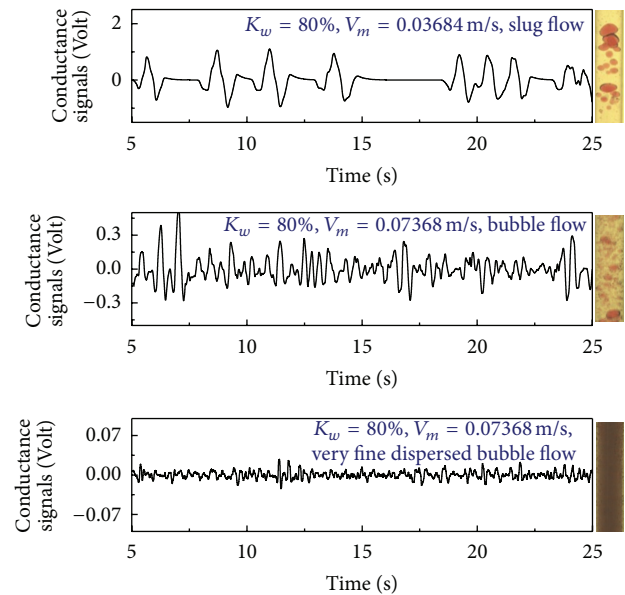 Conductance
signals (Volt)
2
0
K_w = 80%, V_m = 0.03684 m/s, slug flow
5
10
15
20
25
Time (s)
Conductance
signals (Volt)
0.3
0.0
−0.3
K_w = 80%, V_m = 0.07368 m/s, bubble flow
5
10
15
20
25
Time (s)
Conductance
signals (Volt)
0.07
0.00
−0.07
K_w = 80%, V_m = 0.07368 m/s,
very fine dispersed bubble flow
5
10
15
20
25
Time (s)